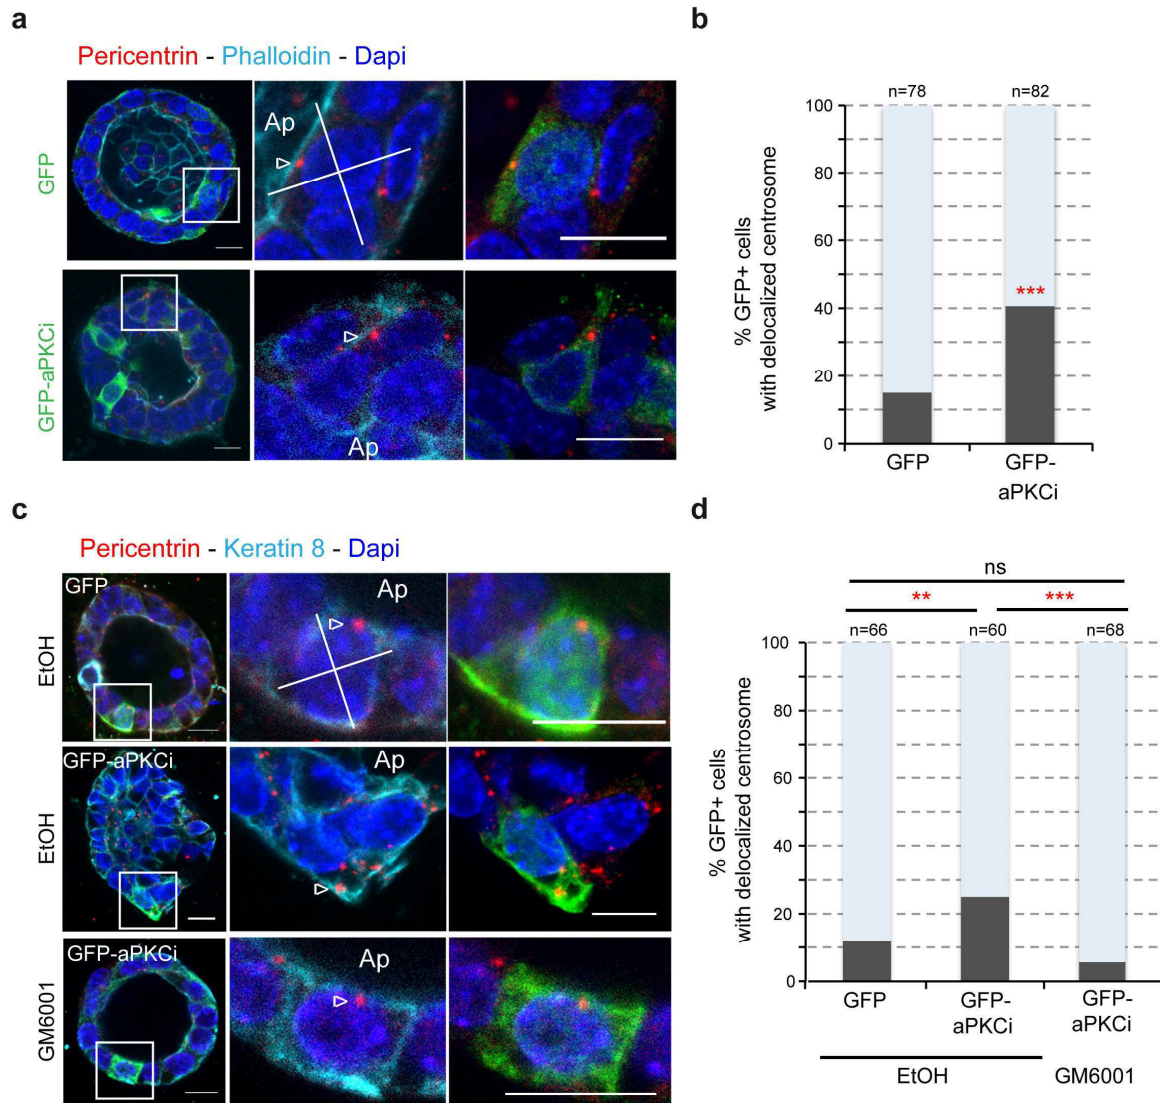 a
Pericentrin - Phalloidin - Dapi
GFP
Ap
GFP-aPKCi
Ap
b
n=78
n=82
% GFP+ cells
with delocalized centrosome
100
80
60
40
20
0
***
GFP
GFP-
aPKCi
c
Pericentrin - Keratin 8 - Dapi
EtOH
GFP
Ap
EtOH
GFP-aPKCi
Ap
GM6001
GFP-aPKCi
Ap
d
ns
**
***
n=66
n=60
n=68
% GFP+ cells
with delocalized centrosome
100
80
60
40
20
0
GFP
GFP-
aPKCi
GFP-
aPKCi
EtOH
GM6001